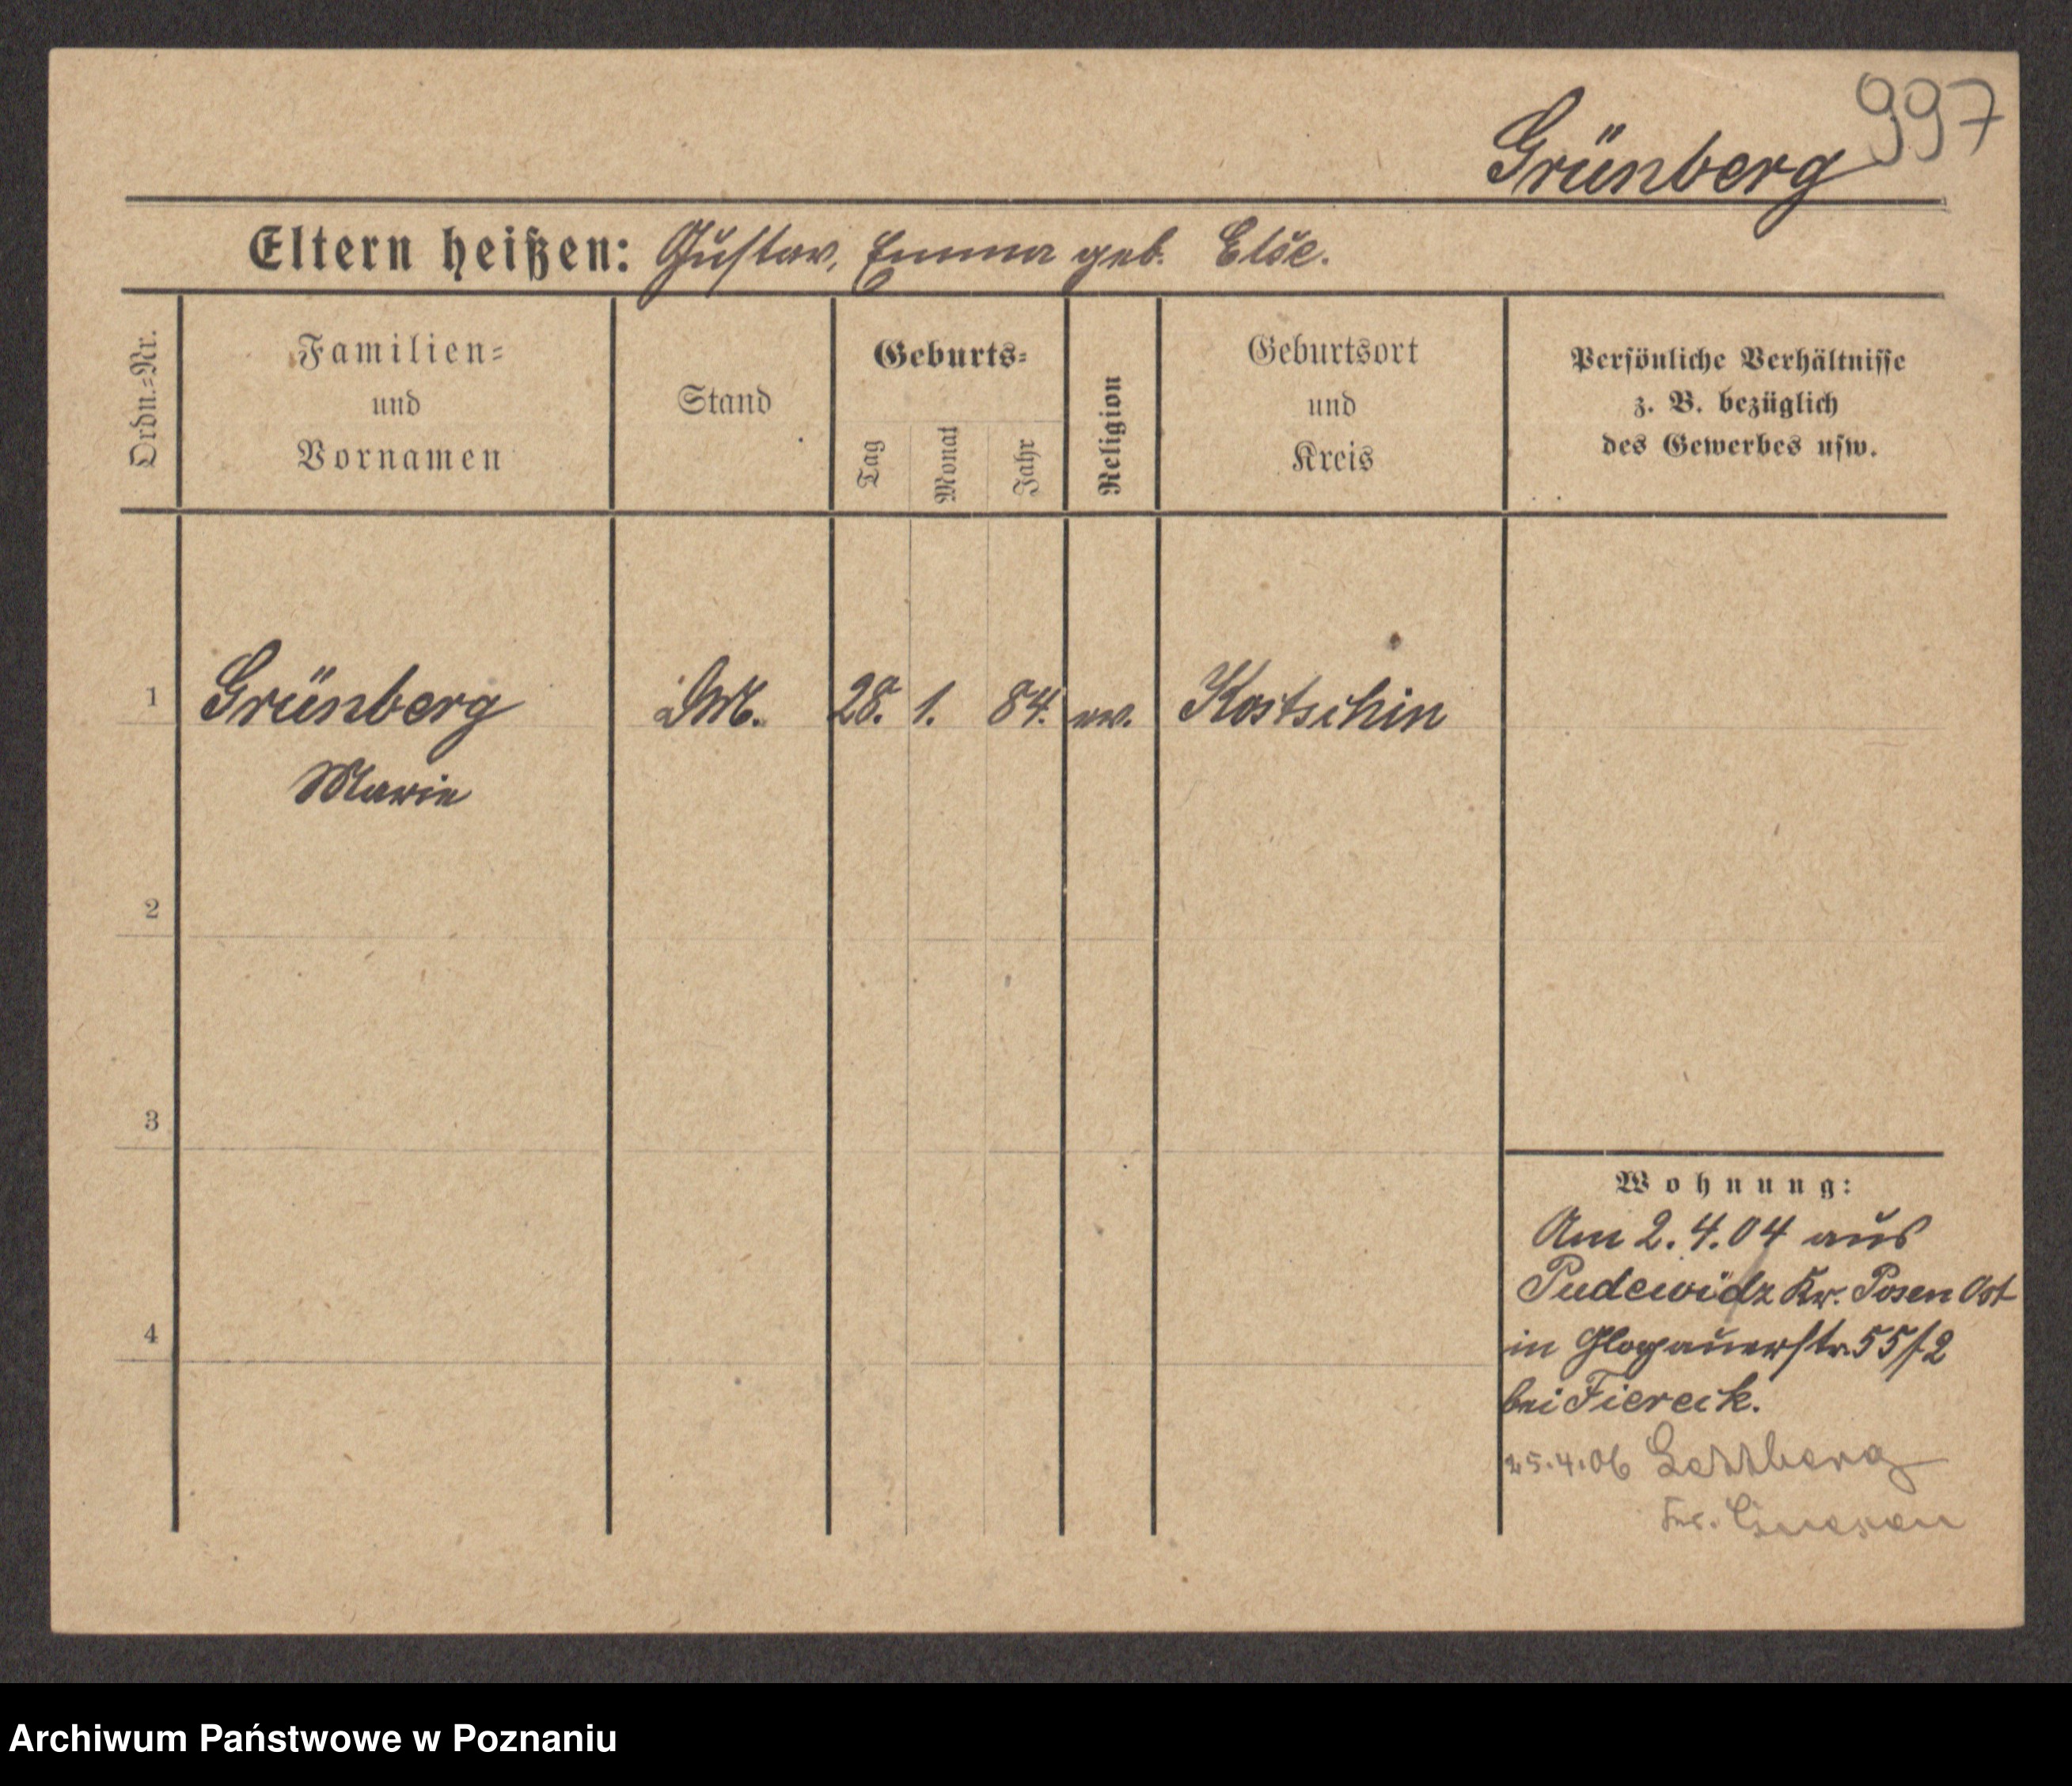 997
Grünberg
Eltern heißen: Gustav, Emma geb. Else.
Ordn.=Nr.
Familien=
und
Vornamen
Stand
Geburts=
Tag
Monat
Jahr
Religion
Geburtsort
und
Kreis
Persönliche Verhältnisse
z. B. bezüglich
des Gewerbes usw.
1 Grünberg 28. 1. 84. ev. Kostschin
Marie
2
3
4
Wohnung:
Am 2.4.04 aus
Pudewidz Kr. Posen Ost
in Glogauerstr. 55/2
bei Fiereck.
25.4.06
Kr. Gnesen
Archiwum Państwowe w Poznaniu